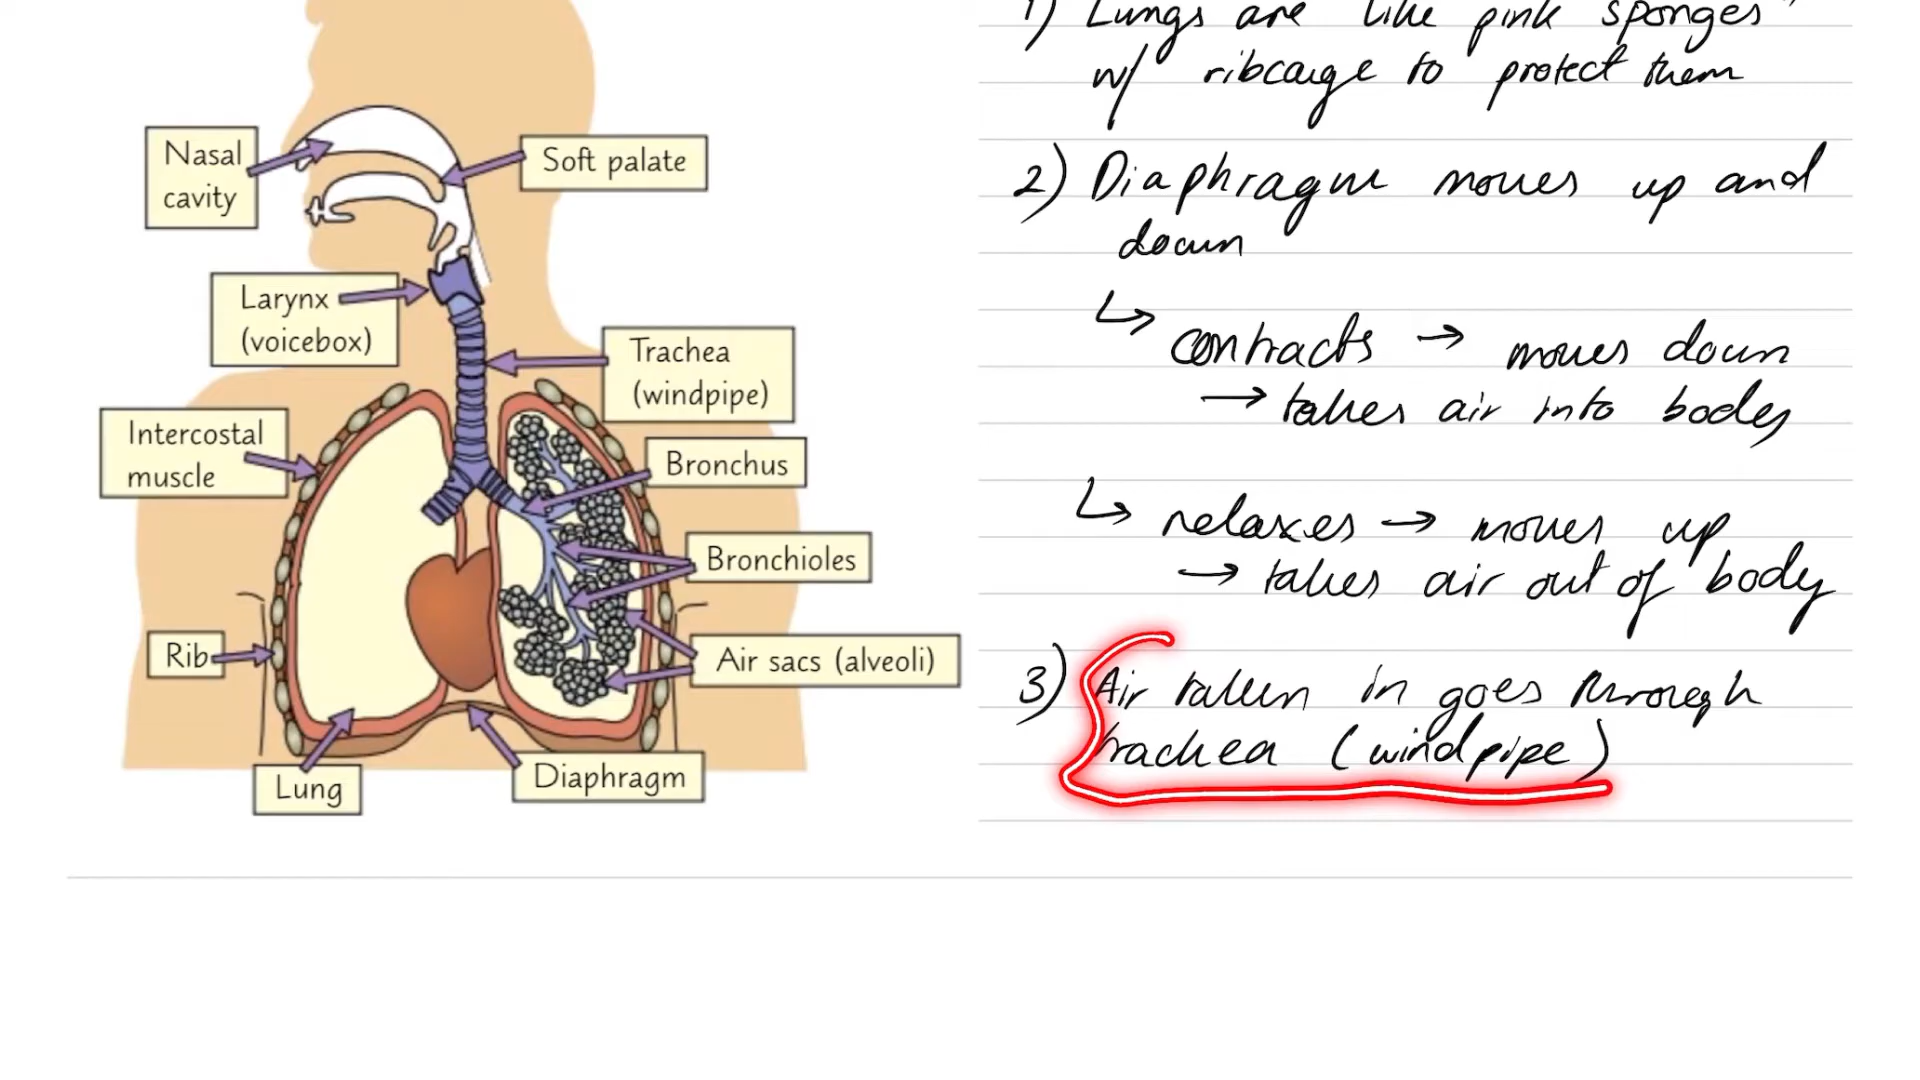 Nasal
cavity
Soft palate
Larynx
(voicebox)
Trachea
(windpipe)
Intercostal
muscle
Bronchus
Bronchioles
Rib
Air sacs (alveoli)
Lung
Diaphragm
1) Lungs are like pink sponges
w/ ribcage to protect them
2) Diaphragm moves up and
down
↳ contracts → moves down
→ takes air into body
↳ relaxes → moves up
→ takes air out of body
3) Air taken in goes through
trachea (windpipe)